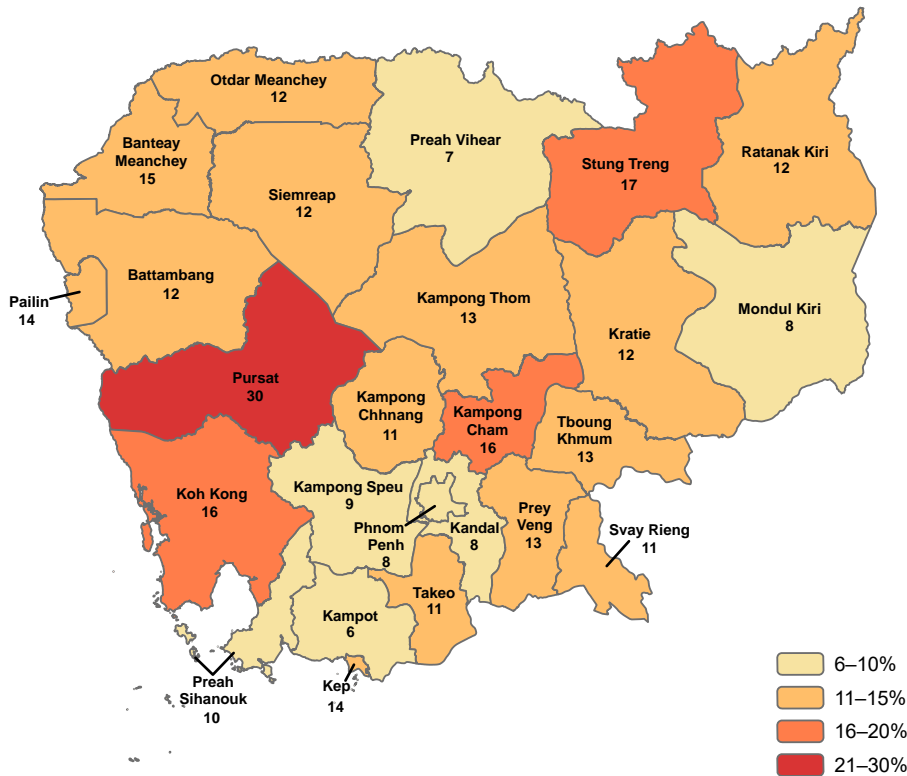 Otdar Meanchey
12
Preah Vihear
7
Banteay
Meanchey
15
Stung Treng
17
Ratanak Kiri
12
Siemreap
12
Battambang
12
Pailin
14
Kampong Thom
13
Mondul Kiri
8
Kratie
12
Pursat
30
Kampong
Chhnang
11
Kampong
Cham
16
Tboung
Khmum
13
Koh Kong
16
Kampong Speu
9
Phnom
Penh
8
Kandal
8
Prey
Veng
13
Svay Rieng
11
Takeo
11
Kampot
6
Kep
14
Preah
Sihanouk
10
6–10%
11–15%
16–20%
21–30%